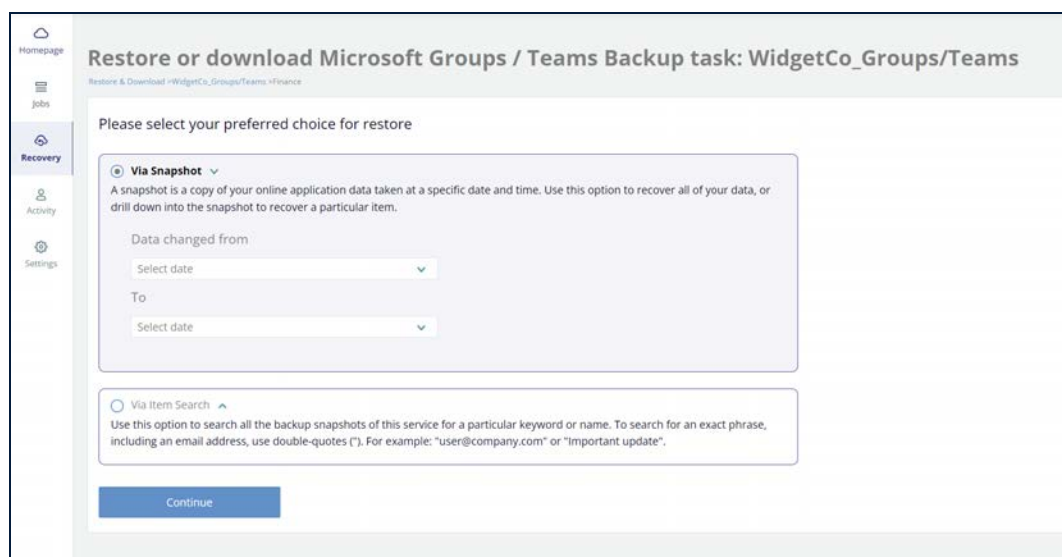 Homepage
Jobs
Recovery
Activity
Settings
Restore or download Microsoft Groups / Teams Backup task: WidgetCo_Groups/Teams
Restore & Download >WidgetCo_Groups/Teams >Finance
Please select your preferred choice for restore
Via Snapshot
A snapshot is a copy of your online application data taken at a specific date and time. Use this option to recover all of your data, or
drill down into the snapshot to recover a particular item.
Data changed from
Select date
To
Select date
Via Item Search
Use this option to search all the backup snapshots of this service for a particular keyword or name. To search for an exact phrase,
including an email address, use double-quotes ("). For example: "user@company.com" or "Important update".
Continue